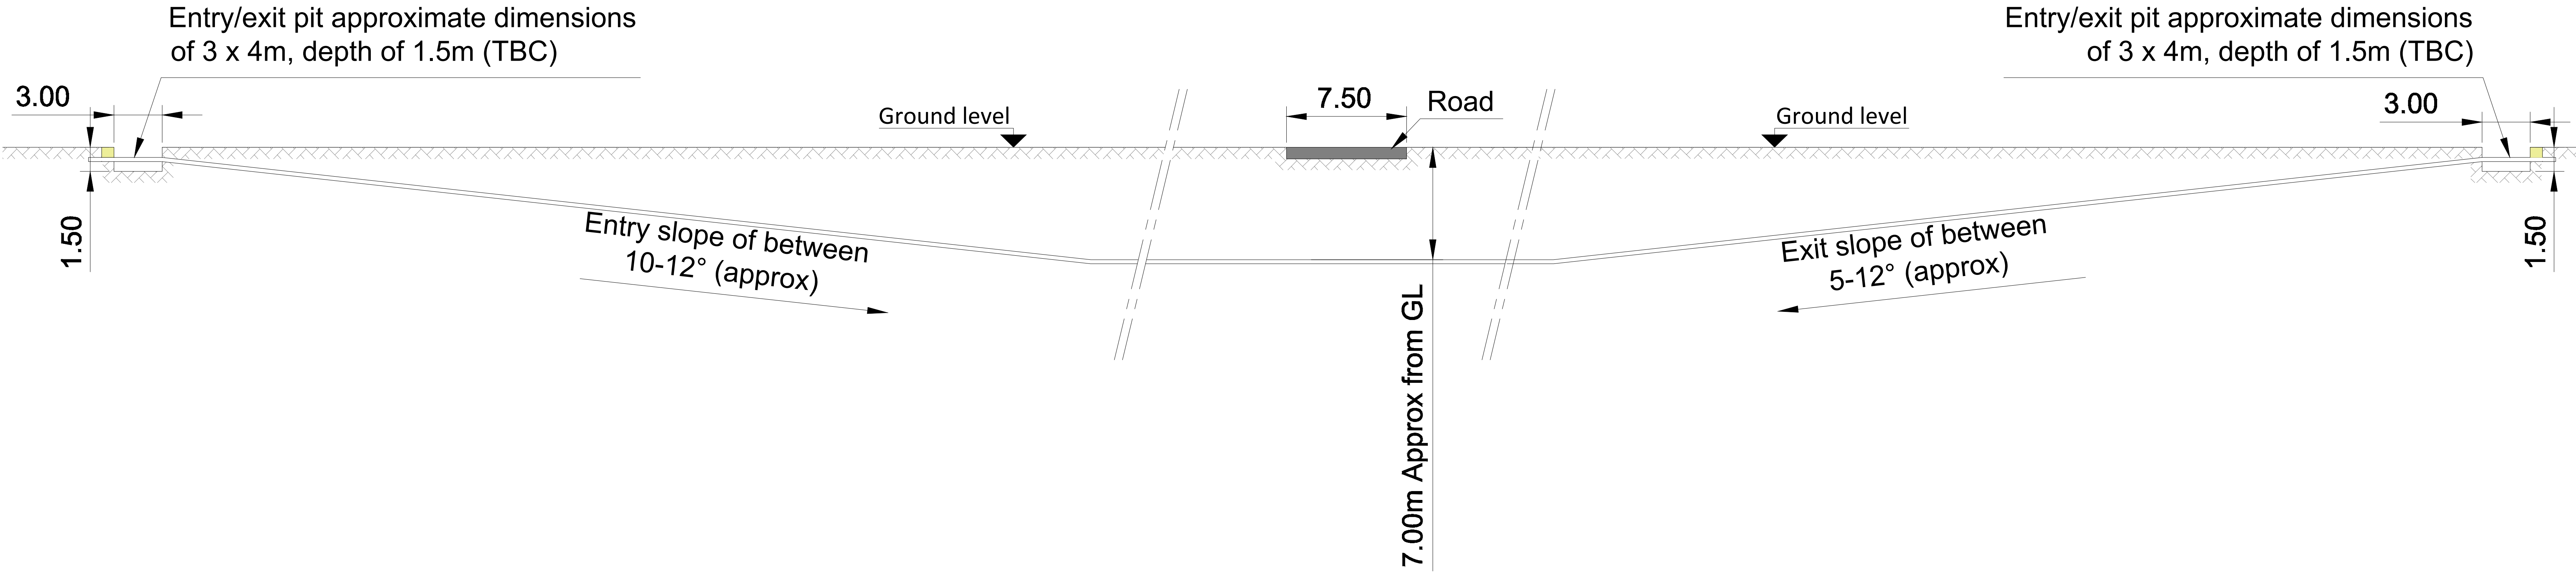 Entry/exit pit approximate dimensions
of 3 x 4m, depth of 1.5m (TBC)
Entry/exit pit approximate dimensions
of 3 x 4m, depth of 1.5m (TBC)
3.00
Ground level
7.50
Road
Ground level
3.00
1.50
Entry slope of between
10-12° (approx)
7.00m Approx from GL
Exit slope of between
5-12° (approx)
1.50